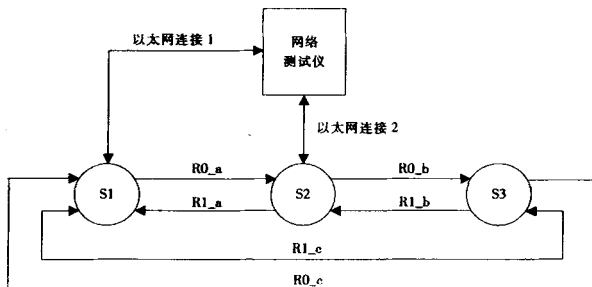 以太网连接 1
网络
测试仪
以太网连接 2
R0_a
R0_b
S1
S2
S3
R1_a
R1_b
R1_c
R0_c